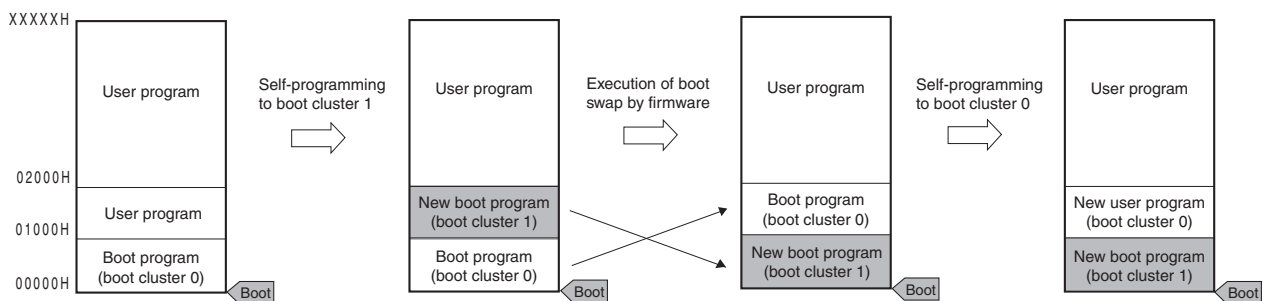 XXXXXH
User program
User program
Boot program
(boot cluster 0)
02000H
01000H
00000H
Boot
Self-programming
to boot cluster 1
User program
New boot program
(boot cluster 1)
Boot program
(boot cluster 0)
Boot
Execution of boot
swap by firmware
User program
Boot program
(boot cluster 0)
New boot program
(boot cluster 1)
Boot
Self-programming
to boot cluster 0
User program
New user program
(boot cluster 0)
New boot program
(boot cluster 1)
Boot